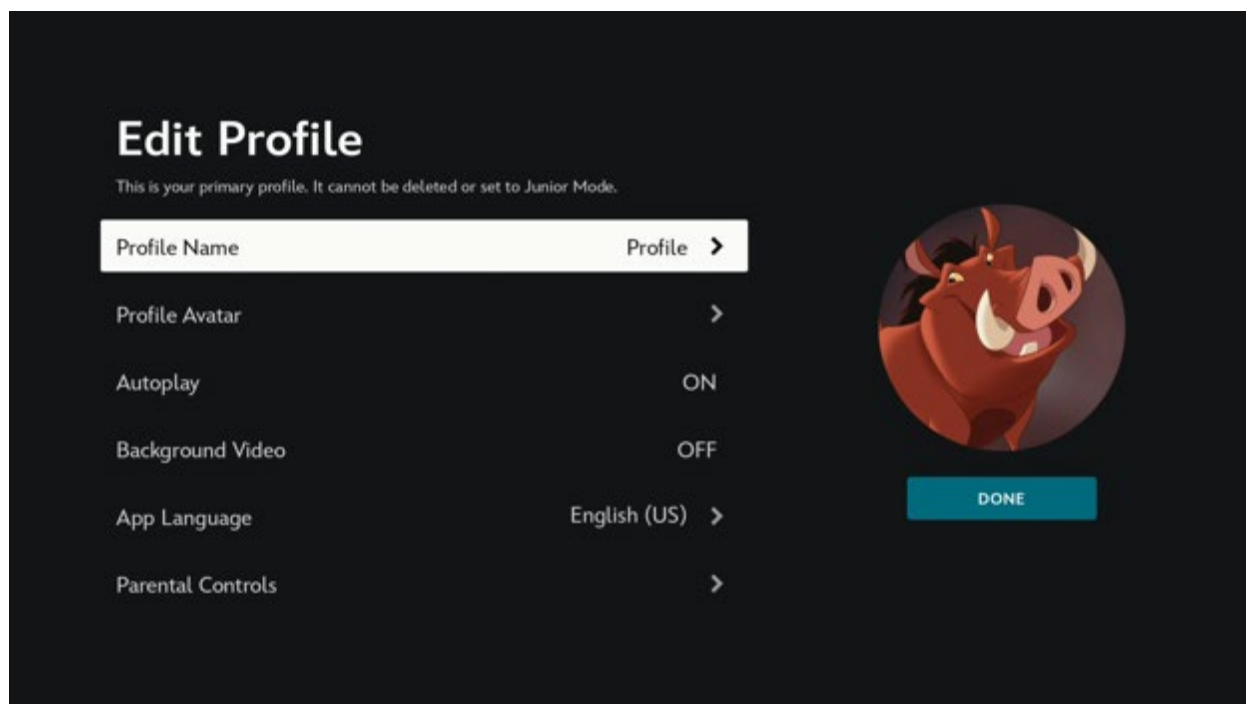 Edit Profile
This is your primary profile. It cannot be deleted or set to Junior Mode.
Profile Name Profile
Profile Avatar
Autoplay ON
Background Video OFF
App Language English (US)
Parental Controls
DONE